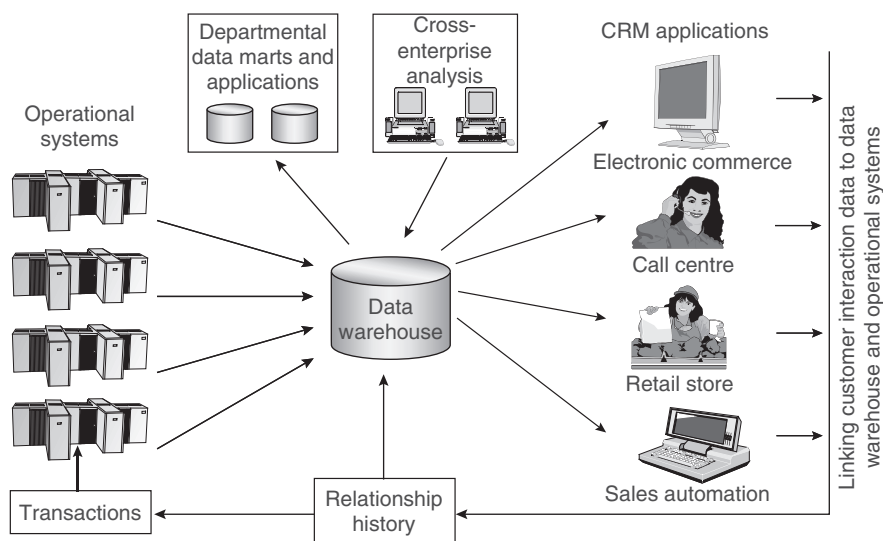 Departmental
data marts and
applications
Cross-
enterprise
analysis
CRM applications
Operational
systems
Electronic commerce
Call centre
Data
warehouse
Retail store
Sales automation
Transactions
Relationship
history
Linking customer interaction data to data
warehouse and operational systems